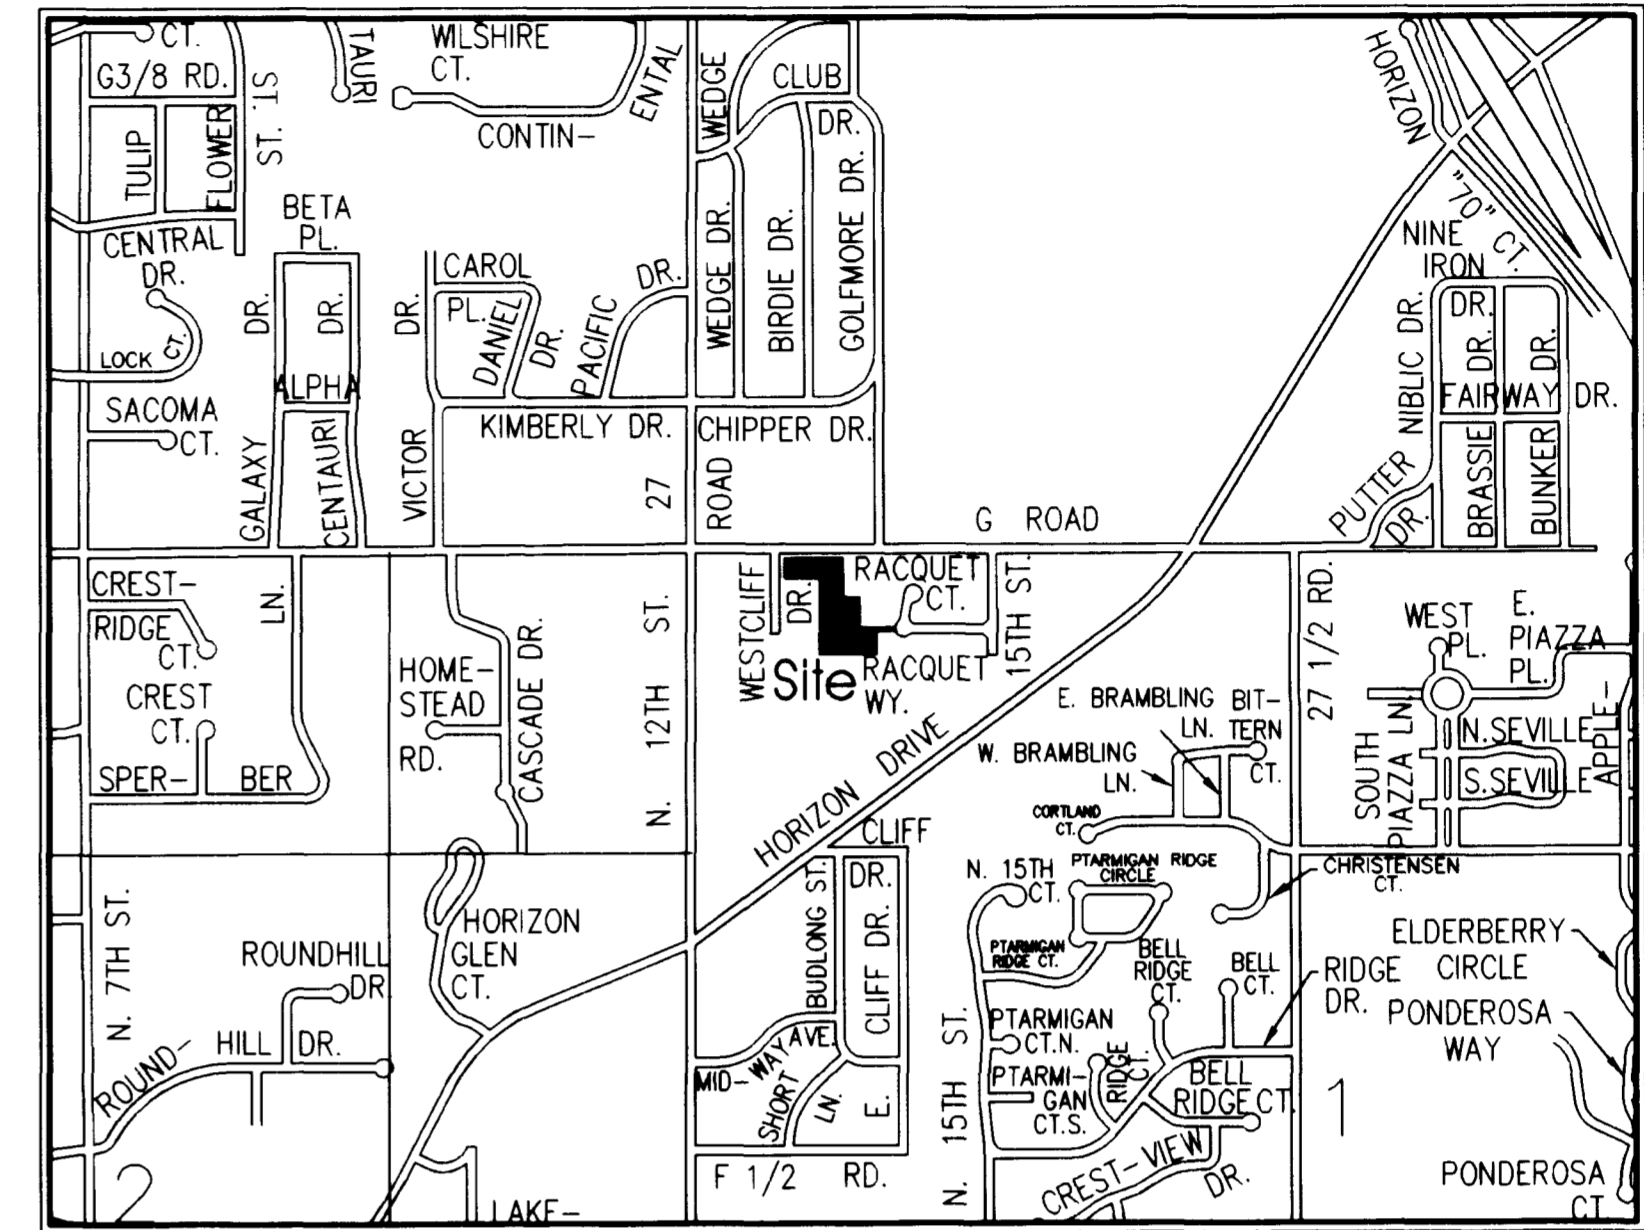 CT.
G3/8 RD.
TULIP
FLOWER
ST.
ST.
TAURI
WILSHIRE
CT.
CONTIN-
ENTAL
WEDGE
CLUB
DR.
HORIZON
"70"
CT.
CENTRAL
DR.
BETA
PL.
DR.
DR.
ALPHA
GALAXY
CENTAURI
LOCK
CT.
SACOMA
CT.
CAROL
PL.
DR.
DANIEL
DR.
PACIFIC
DR.
VICTOR
KIMBERLY DR.
WEDGE DR.
BIRDIE DR.
GOLFMORE DR.
CHIPPER DR.
27
ROAD
G ROAD
NINE
IRON
DR.
NIBLIC DR.
DR.
DR.
FAIRWAY DR.
BRASSIE
BUNKER
PUTTER
DR.
CREST-
RIDGE
CT.
CREST
CT.
SPER-
BER
LN.
HOME-
STEAD
RD.
CASCADE DR.
N. 12TH ST.
WESTCLIFF
DR.
Site
RACQUET
CT.
RACQUET
WY.
15TH ST.
HORIZON DRIVE
27 1/2 RD.
WEST
PL.
E.
PIAZZA
PL.
SOUTH
PIAZZA LN.
N. SEVILLE
S. SEVILLE
APPLE-
E. BRAMBLING
LN.
BIT-
TERN
CT.
W. BRAMBLING
LN.
CORTLAND
CT.
CLIFF
DR.
BUDLONG ST.
CLIFF DR.
E.
N. 15TH
CT.
PTARMIGAN RIDGE
CIRCLE
PTARMIGAN
RIDGE CT.
CHRISTENSEN
CT.
N. 7TH ST.
ROUNDHILL
DR.
ROUND-
HILL DR.
HORIZON
GLEN
CT.
MID-WAY AVE.
SHORT
LN.
F 1/2 RD.
N. 15TH ST.
PTARMIGAN
CT.N.
PTARMI-
GAN
CT.S.
RIDGE
CT.
BELL
RIDGE
CT.
BELL
CT.
BELL
RIDGE CT.
RIDGE
DR.
CREST-VIEW
DR.
ELDERBERRY
CIRCLE
PONDEROSA
WAY
PONDEROSA
CT.
1
2
LAKE-